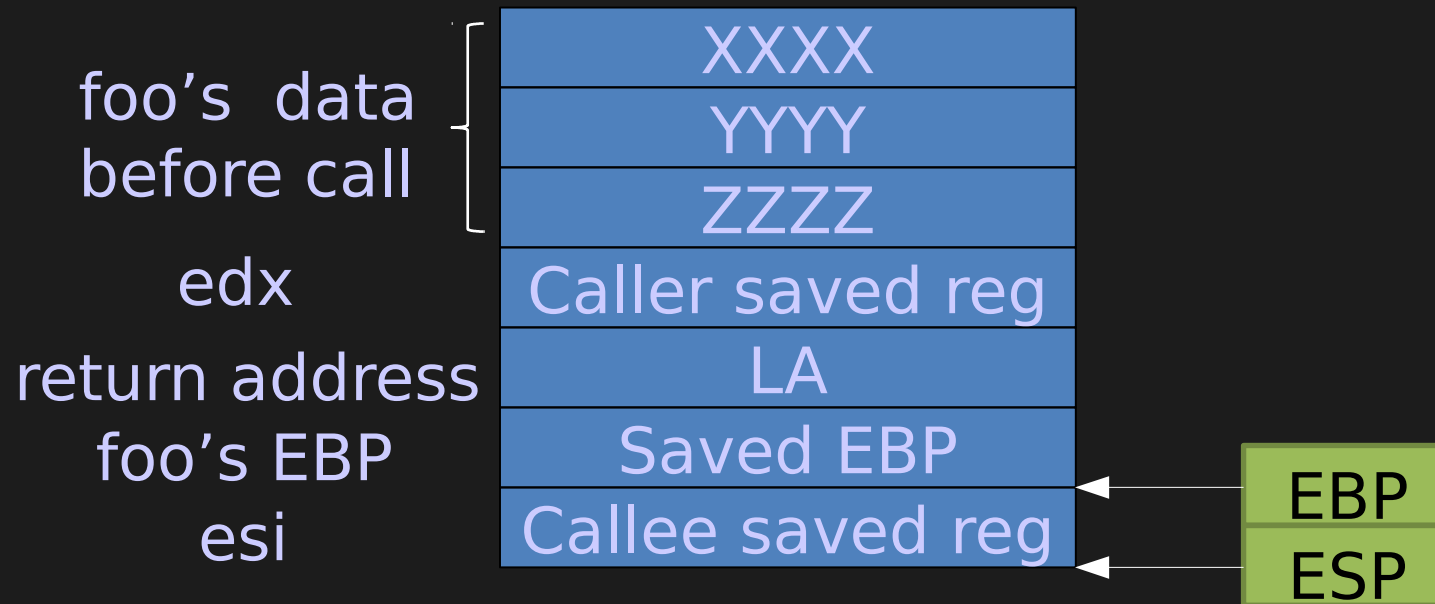 XXXX
foo’s data
YYYY
before call
ZZZZ
edx
Caller saved reg
return address
LA
foo’s EBP
Saved EBP
EBP
esi
Callee saved reg
ESP